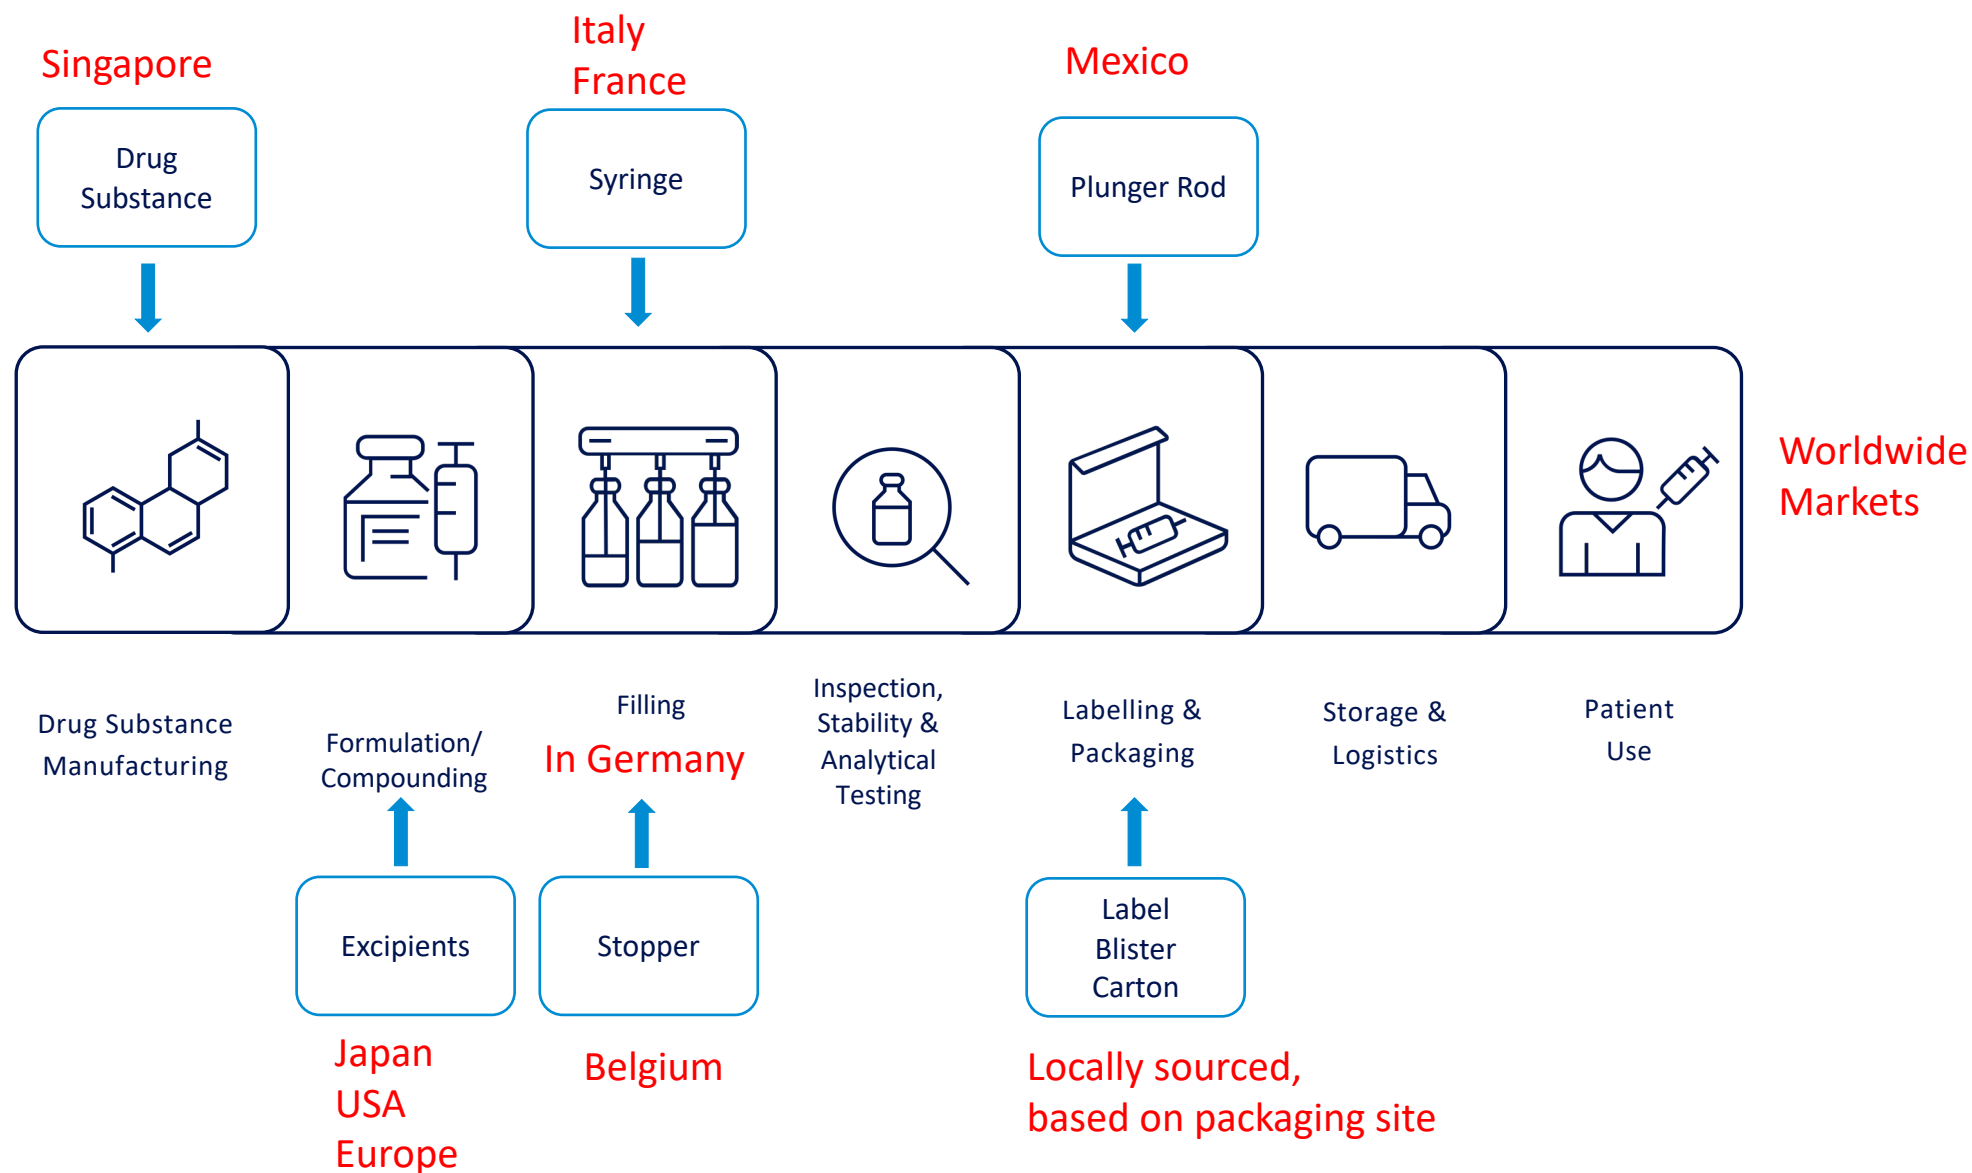 Singapore
Italy
France
Mexico
Drug
Substance
Syringe
Plunger Rod
Worldwide
Markets
Drug Substance
Manufacturing
Formulation/
Compounding
Filling
In Germany
Inspection,
Stability &
Analytical
Testing
Labelling &
Packaging
Storage &
Logistics
Patient
Use
Excipients
Stopper
Label
Blister
Carton
Japan
USA
Europe
Belgium
Locally sourced,
based on packaging site